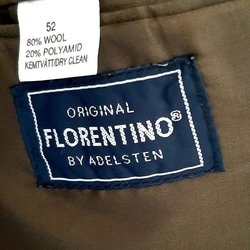 52
80% WOOL
20% POLYAMID
KEMTVÄTT/DRY CLEAN
ORIGINAL
FLORENTINO®
BY ADELSTEN